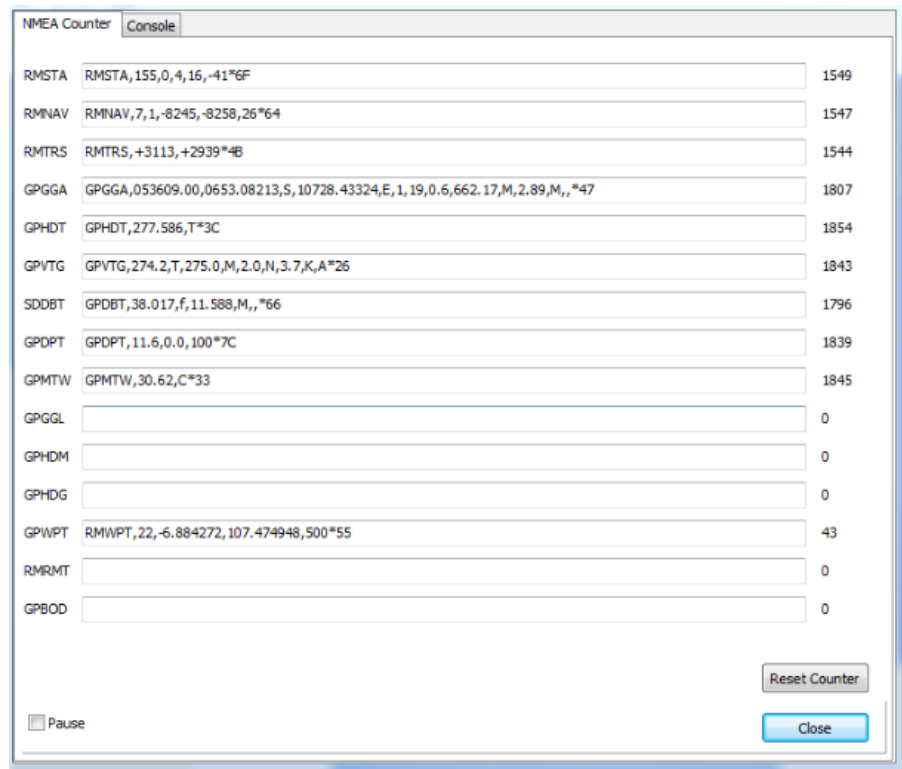 NMEA Counter Console
RMSTA RMSTA,155,0,4,16,-41*6F 1549
RMNAV RMNAV,7,1,-8245,-8258,26*64 1547
RMTRS RMTRS,+3113,+2939*4B 1544
GPGGA GPGGA,053609.00,0653.08213,S,10728.43324,E,1,19,0.6,662.17,M,2.89,M,,*47 1807
GPHDT GPHDT,277.586,T*3C 1854
GPVTG GPVTG,274.2,T,275.0,M,2.0,N,3.7,K,A*26 1843
SDDBT GPDBT,38.017,f,11.588,M,,*66 1796
GPDPT GPDPT,11.6,0.0,100*7C 1839
GPMTW GPMTW,30.62,C*33 1845
GPGGL 0
GPHDM 0
GPHDG 0
GPWPT RMWPT,22,-6.884272,107.474948,500*55 43
RMRMT 0
GPBOD 0
Reset Counter
Pause Close